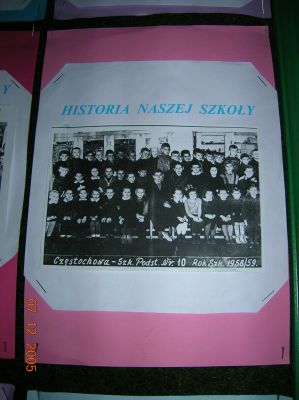 HISTORIA NASZEJ SZKOŁY
Częstochowa – Szk. Podst. Nr. 10 Rok Szk. 1958/59.
07 12 2005
Y